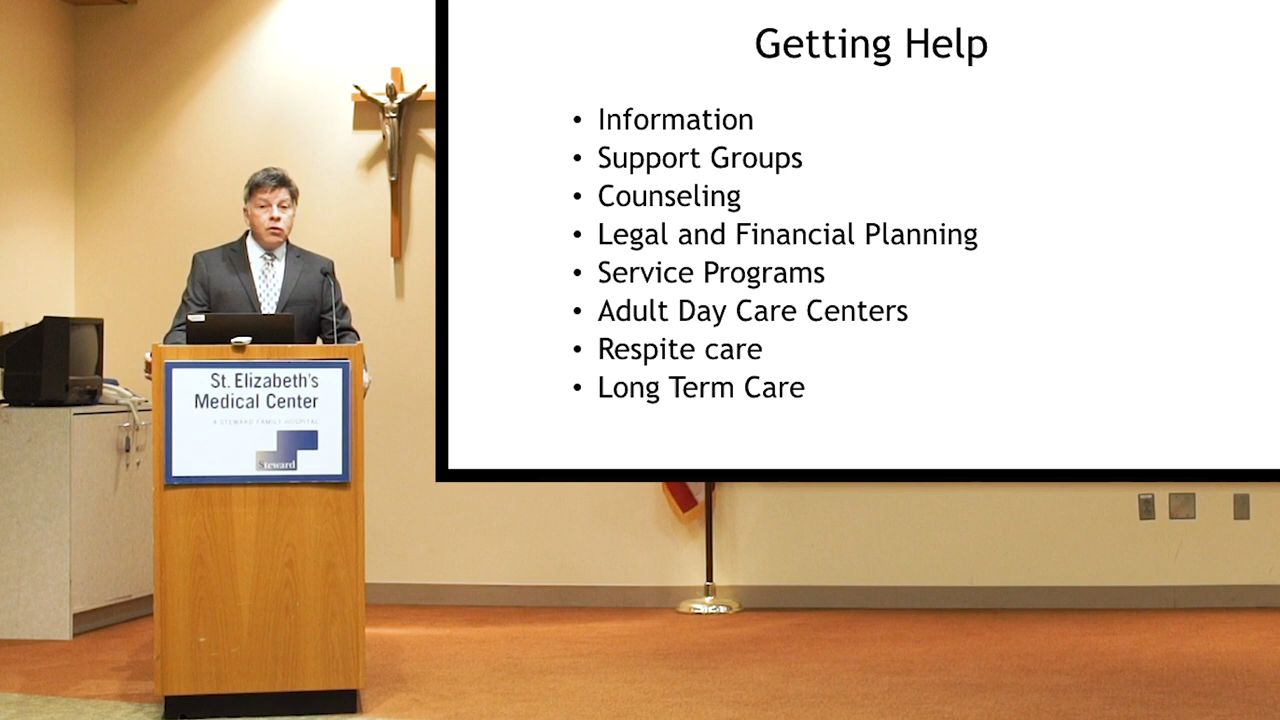 Getting Help
• Information
• Support Groups
• Counseling
• Legal and Financial Planning
• Service Programs
• Adult Day Care Centers
• Respite care
• Long Term Care
St. Elizabeth's
Medical Center
A STEWARD FAMILY HOSPITAL
Steward